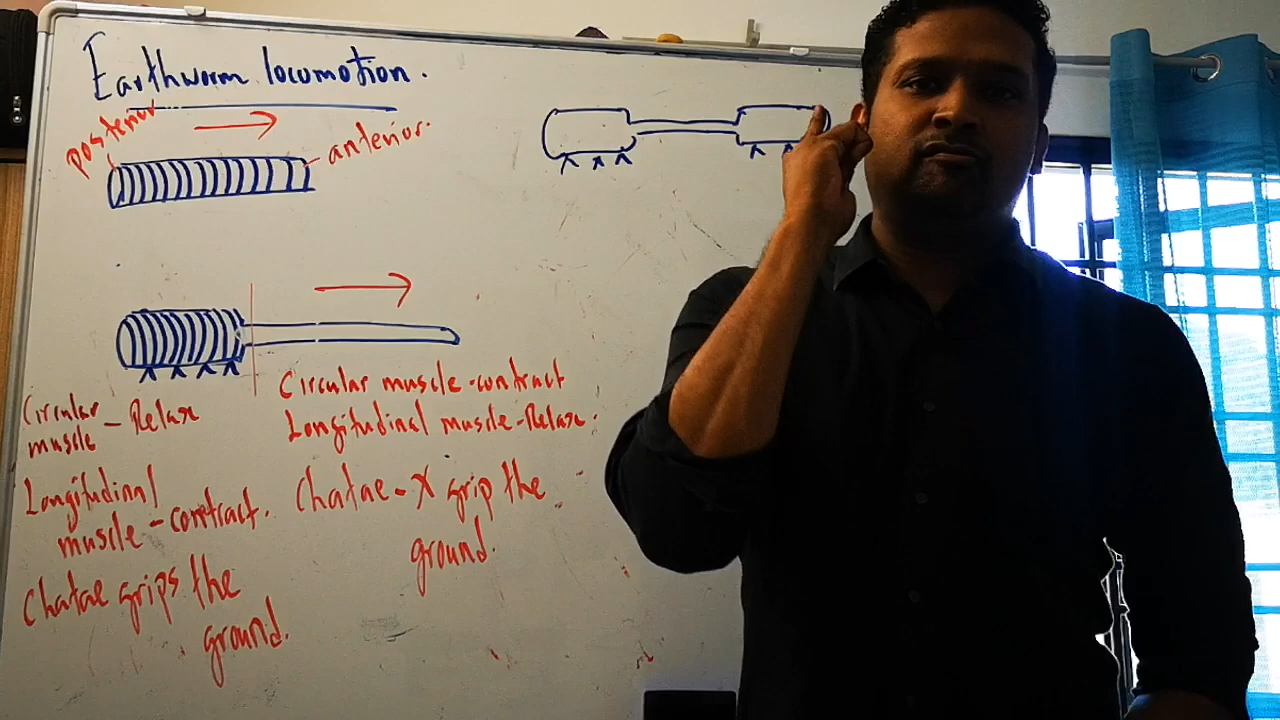 Earthworm locomotion.
posterior
anterior.
Circular
muscle - Relax
Longitudinal
muscle - contract.
Chatae grips the
ground.
Circular muscle - contract
Longitudinal muscle - Relax.
Chatae - X grip the
ground.